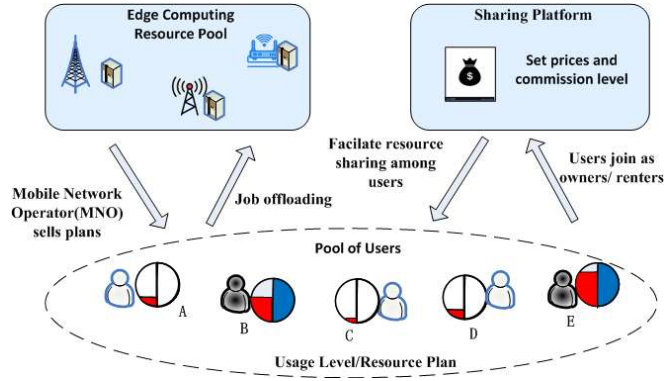 Edge Computing
Resource Pool
Sharing Platform
$
Set prices and
commission level
Mobile Network
Operator(MNO)
sells plans
Job offloading
Facilate resource
sharing among
users
Users join as
owners/ renters
Pool of Users
A
B
C
D
E
Usage Level/Resource Plan